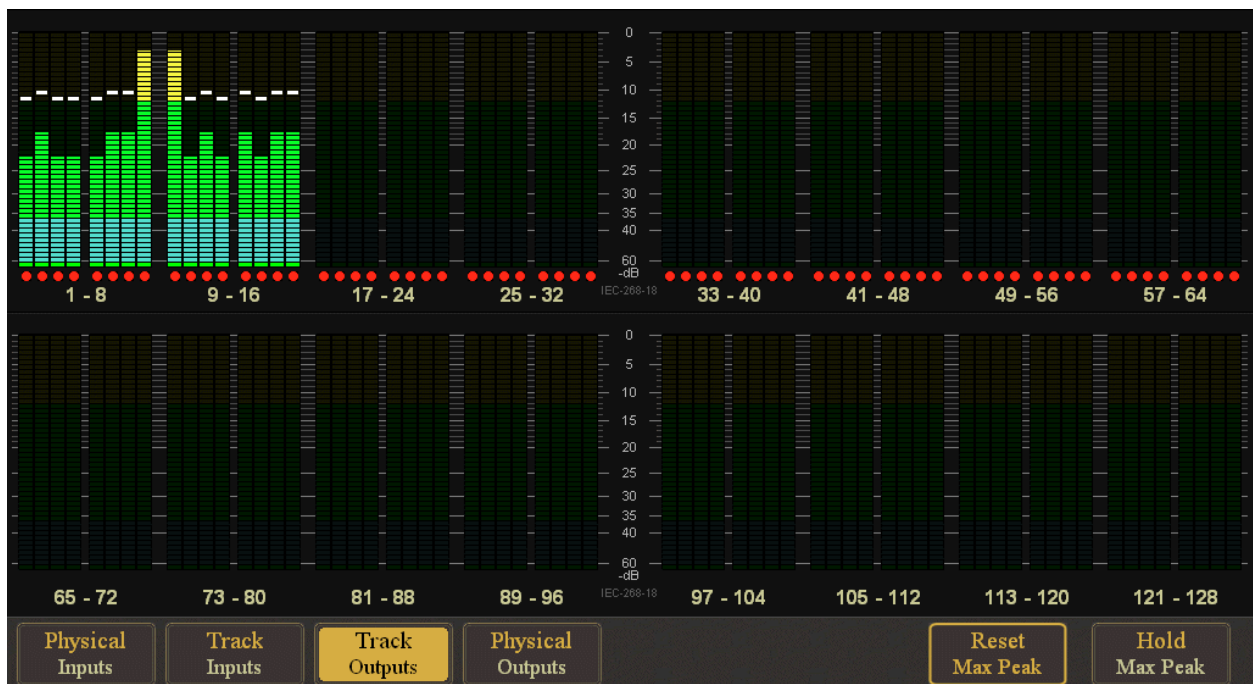 0
5
10
15
20
25
30
35
40
60
-dB
1 - 8 9 - 16 17 - 24 25 - 32 IEC-268-18 33 - 40 41 - 48 49 - 56 57 - 64
0
5
10
15
20
25
30
35
40
60
-dB
65 - 72 73 - 80 81 - 88 89 - 96 IEC-268-18 97 - 104 105 - 112 113 - 120 121 - 128
Physical
Inputs
Track
Inputs
Track
Outputs
Physical
Outputs
Reset
Max Peak
Hold
Max Peak